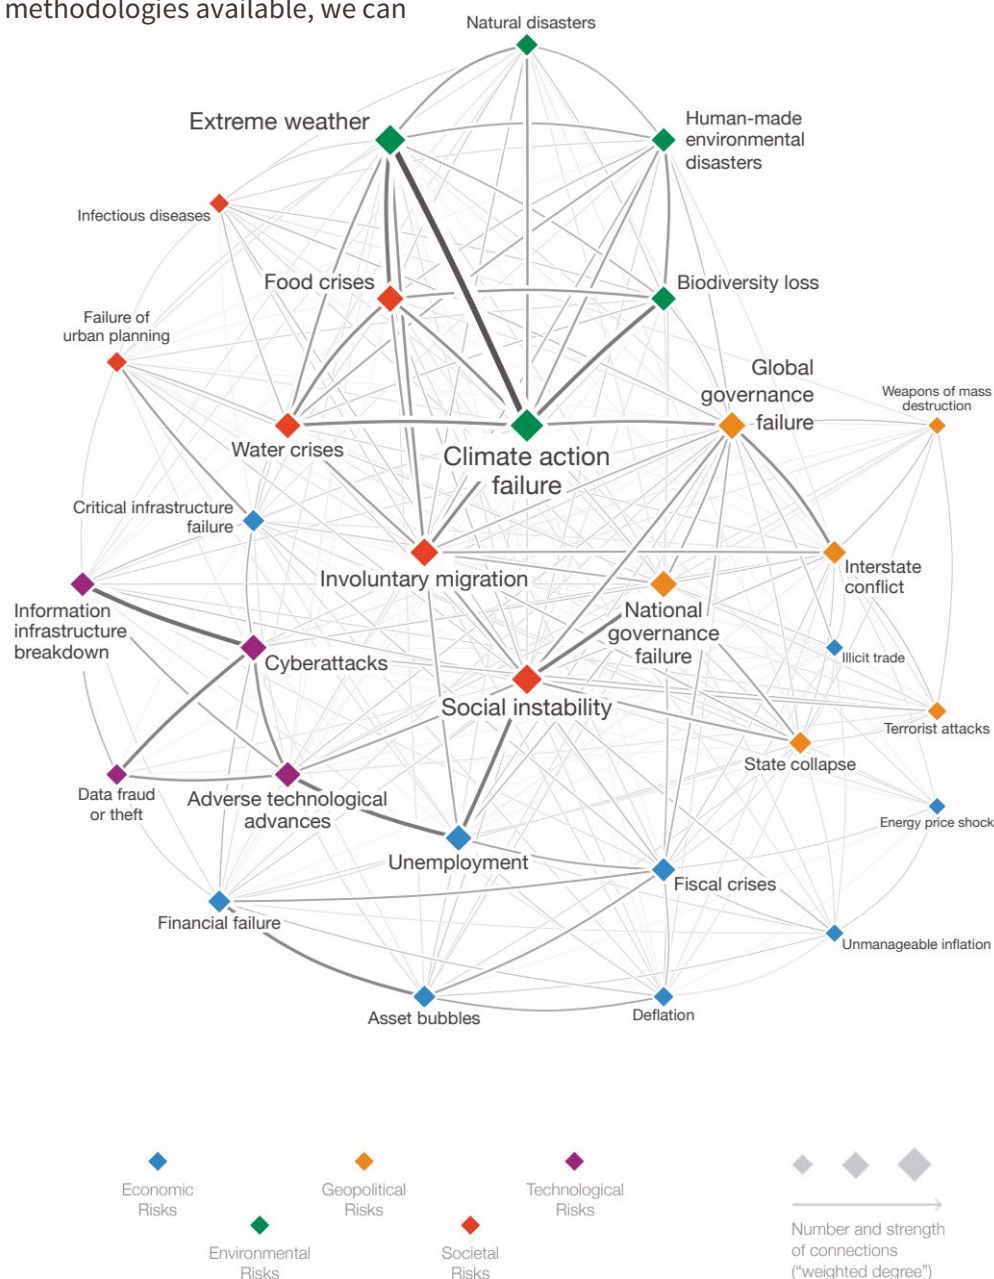 methodologies available, we can
Natural disasters
Extreme weather
Human-made
environmental
disasters
Infectious diseases
Food crises
Biodiversity loss
Failure of
urban planning
Global
governance
failure
Weapons of mass
destruction
Water crises
Climate action
failure
Critical infrastructure
failure
Involuntary migration
Interstate
conflict
Information
infrastructure
breakdown
National
governance
failure
Cyberattacks
Illicit trade
Social instability
Terrorist attacks
State collapse
Data fraud
or theft
Adverse technological
advances
Energy price shock
Unemployment
Fiscal crises
Financial failure
Unmanageable inflation
Asset bubbles
Deflation
Economic
Risks
Geopolitical
Risks
Technological
Risks
Environmental
Risks
Societal
Risks
Number and strength
of connections
(“weighted degree”)